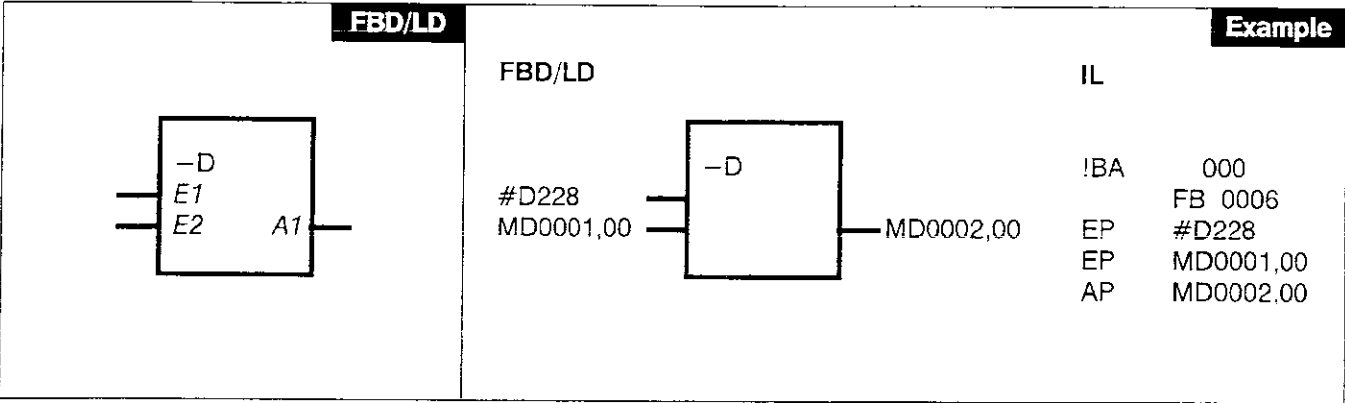 FBD/LD
−D
E1
E2 A1
Example
FBD/LD
−D
#D228
MD0001,00 MD0002,00
IL
!BA 000
FB 0006
EP #D228
EP MD0001,00
AP MD0002,00